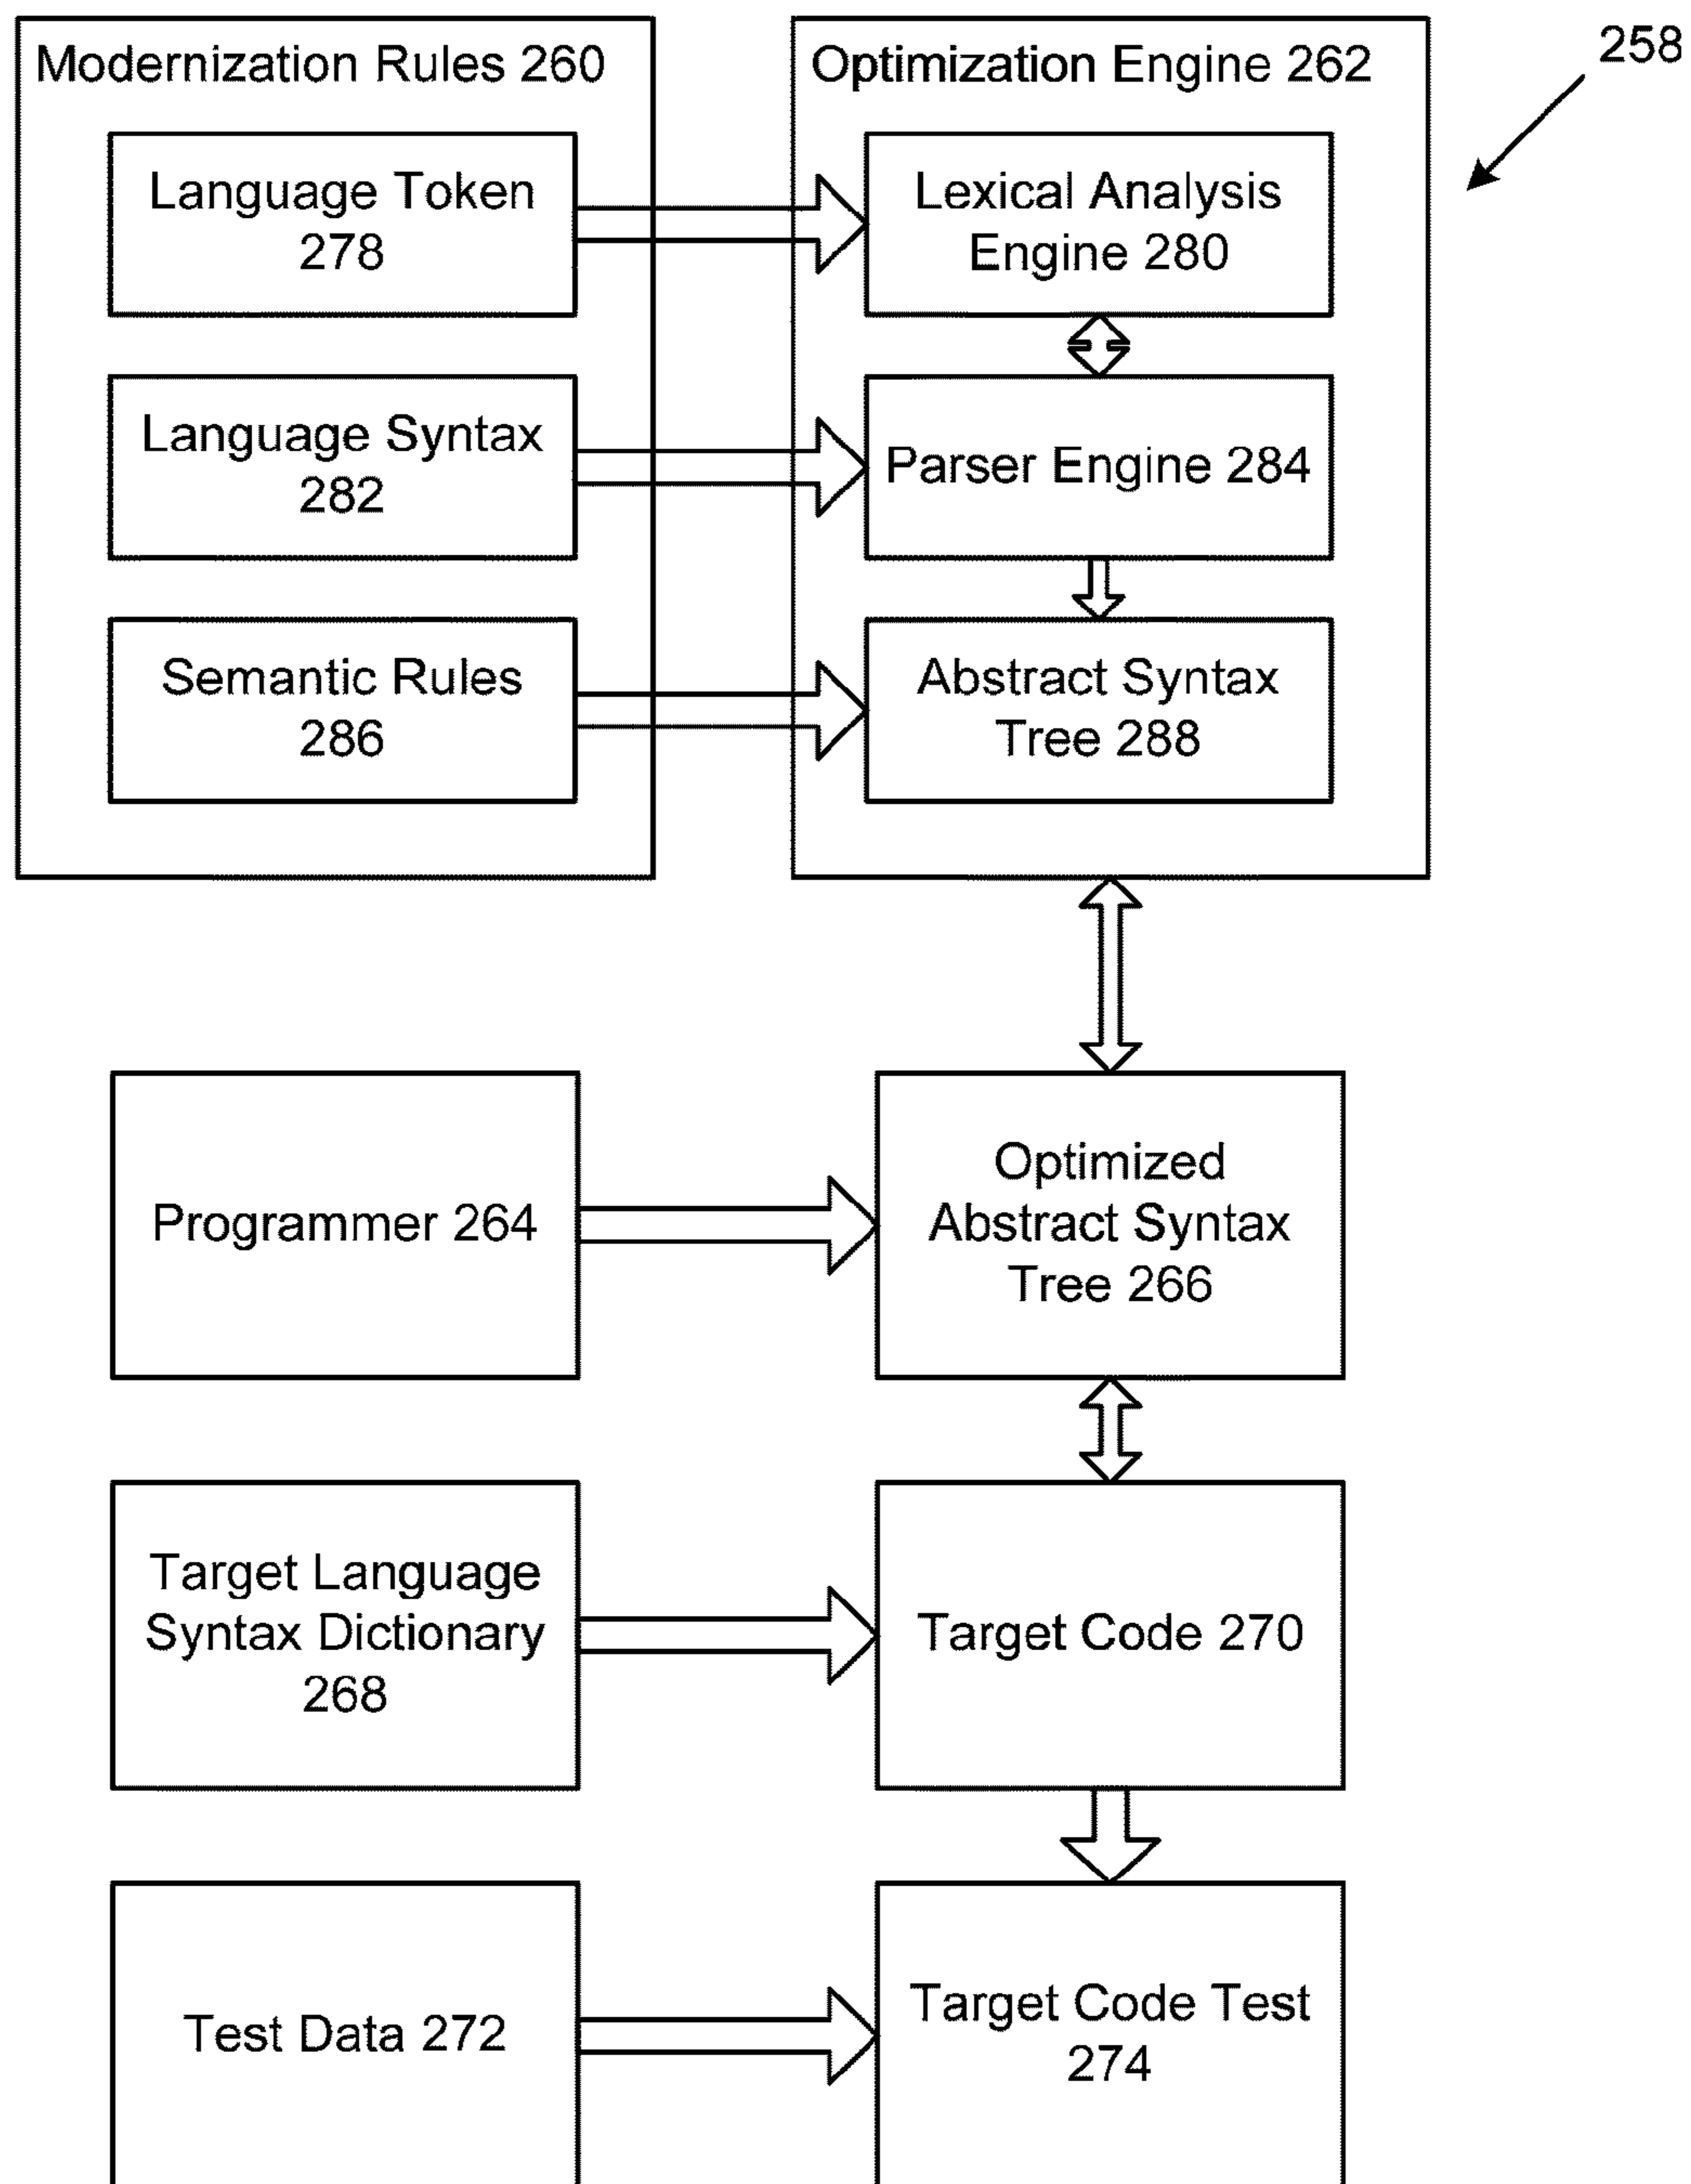 Modernization Rules 260
Optimization Engine 262
258
Language Token
278
Lexical Analysis
Engine 280
Language Syntax
282
Parser Engine 284
Semantic Rules
286
Abstract Syntax
Tree 288
Programmer 264
Optimized
Abstract Syntax
Tree 266
Target Language
Syntax Dictionary
268
Target Code 270
Test Data 272
Target Code Test
274